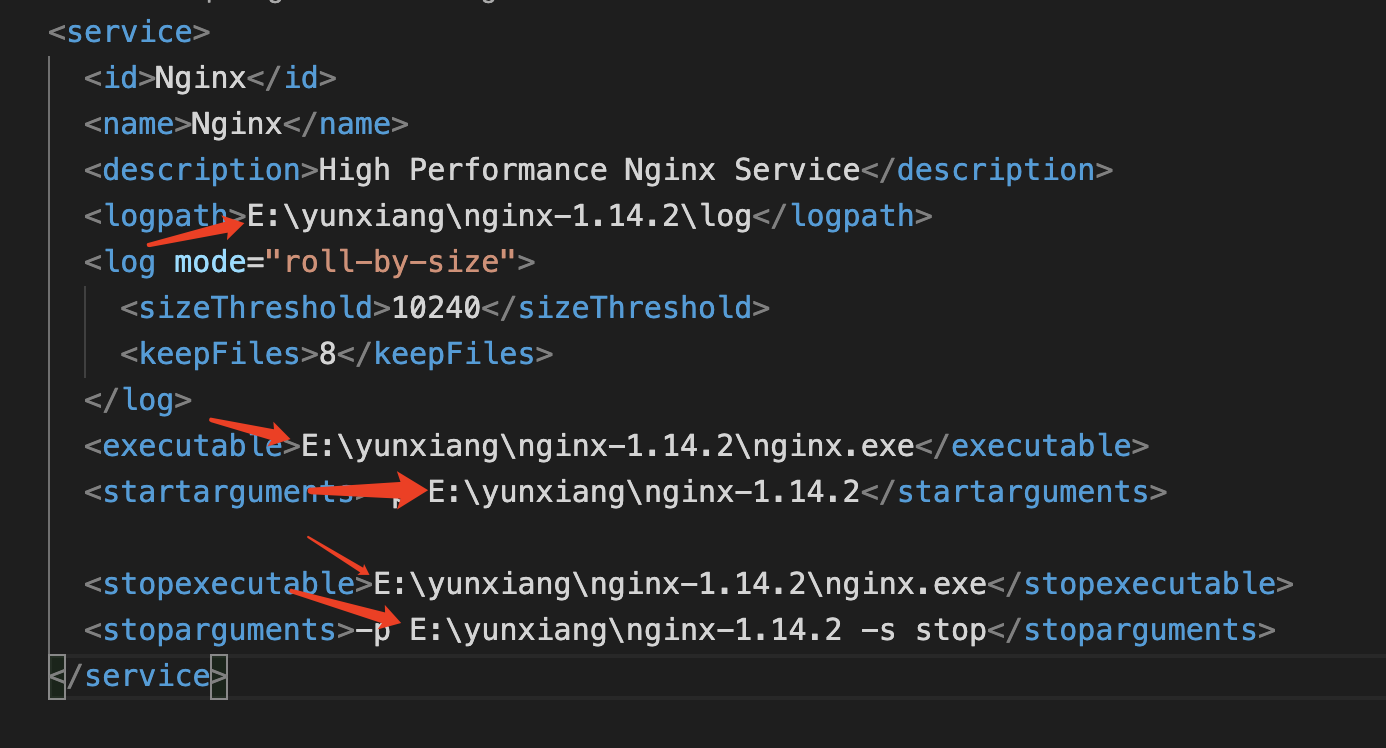 <service>
<id>Nginx</id>
<name>Nginx</name>
<description>High Performance Nginx Service</description>
<logpath>E:\yunxiang\nginx-1.14.2\log</logpath>
<log mode="roll-by-size">
<sizeThreshold>10240</sizeThreshold>
<keepFiles>8</keepFiles>
</log>
<executable>E:\yunxiang\nginx-1.14.2\nginx.exe</executable>
<startarguments>-p E:\yunxiang\nginx-1.14.2</startarguments>
<stopexecutable>E:\yunxiang\nginx-1.14.2\nginx.exe</stopexecutable>
<stoparguments>-p E:\yunxiang\nginx-1.14.2 -s stop</stoparguments>
</service>